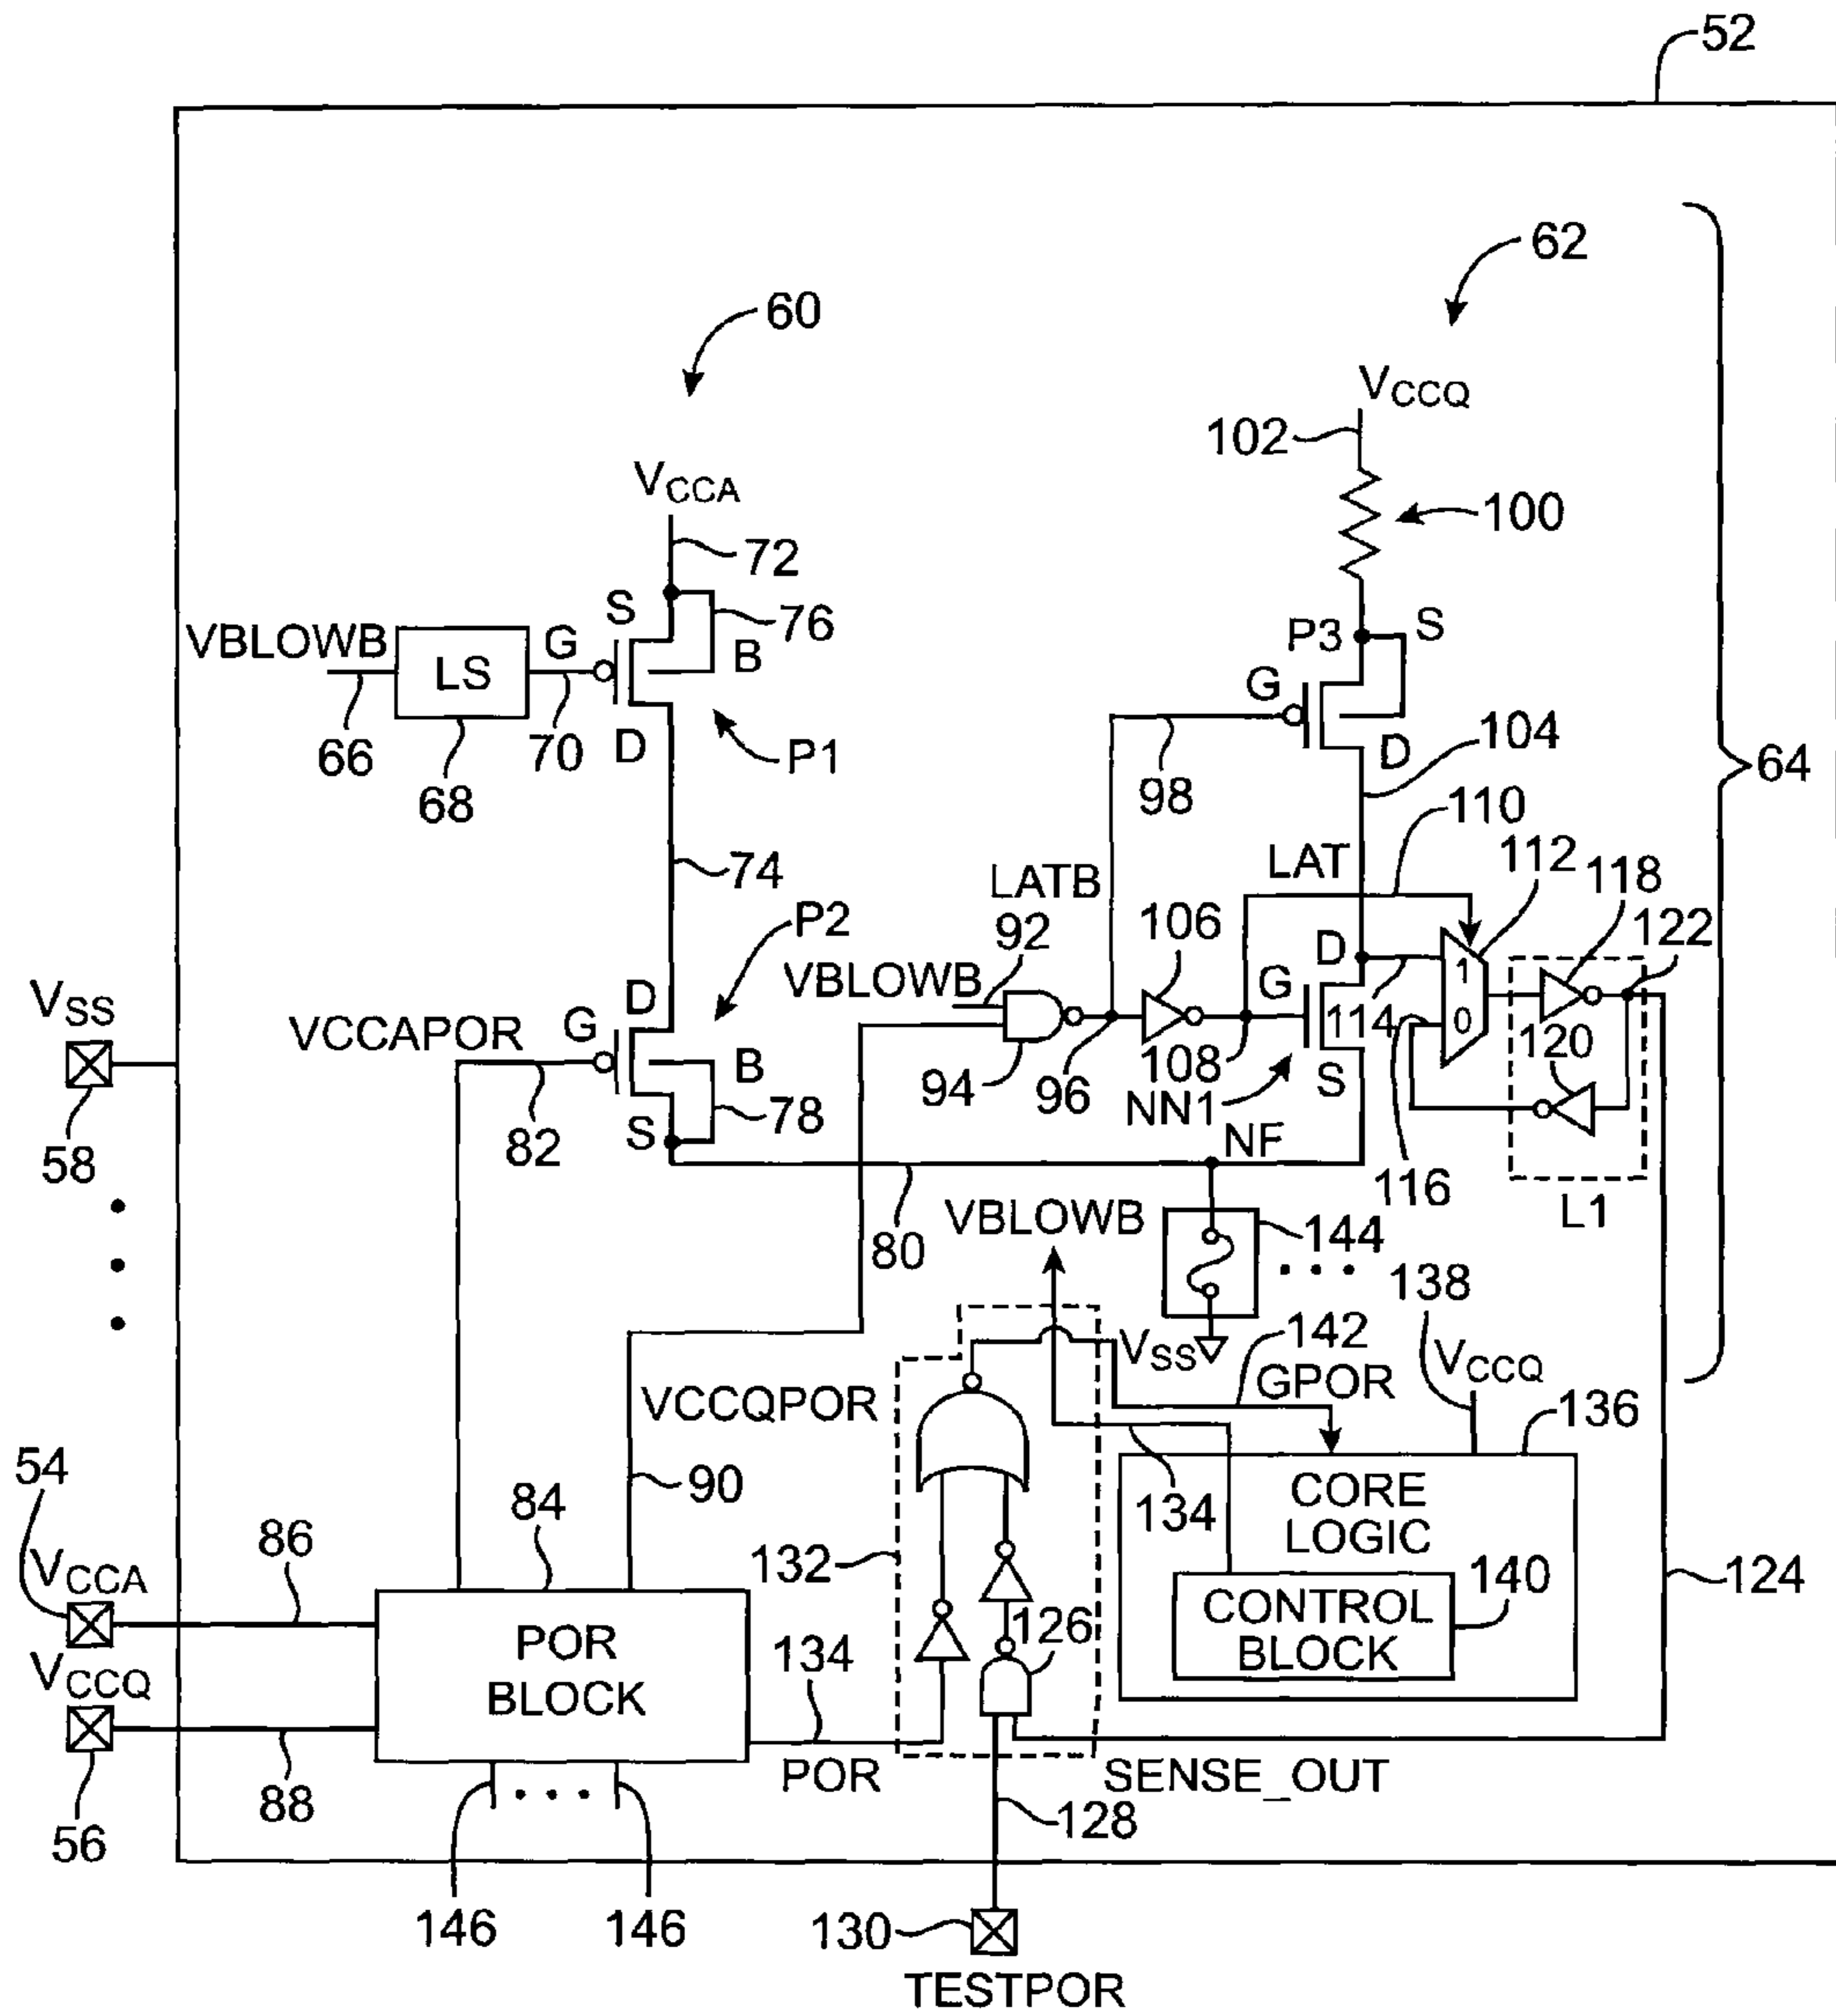 52
62
60
VCCQ
102
VCCA
100
72
S
76
P3
S
VBLOWB
LS
G
B
G
66
70
D
P1
D
104
68
98
64
110
74
LAT
112
LATB
118
P2
92
106
122
VBLOWB
D
1
VSS
D
G
G
114
0
VCCAPOR
B
94
96
108
S
120
82
78
NN1
S
NF
116
58
L1
80
VBLOWB
144
138
VSS
142
VCCQ
GPOR
136
VCCQPOR
54
90
CORE
LOGIC
84
134
86
132
140
124
VCCA
CONTROL
BLOCK
126
POR
BLOCK
134
VCCQ
POR
SENSE_OUT
88
128
56
146
146
130
TESTPOR